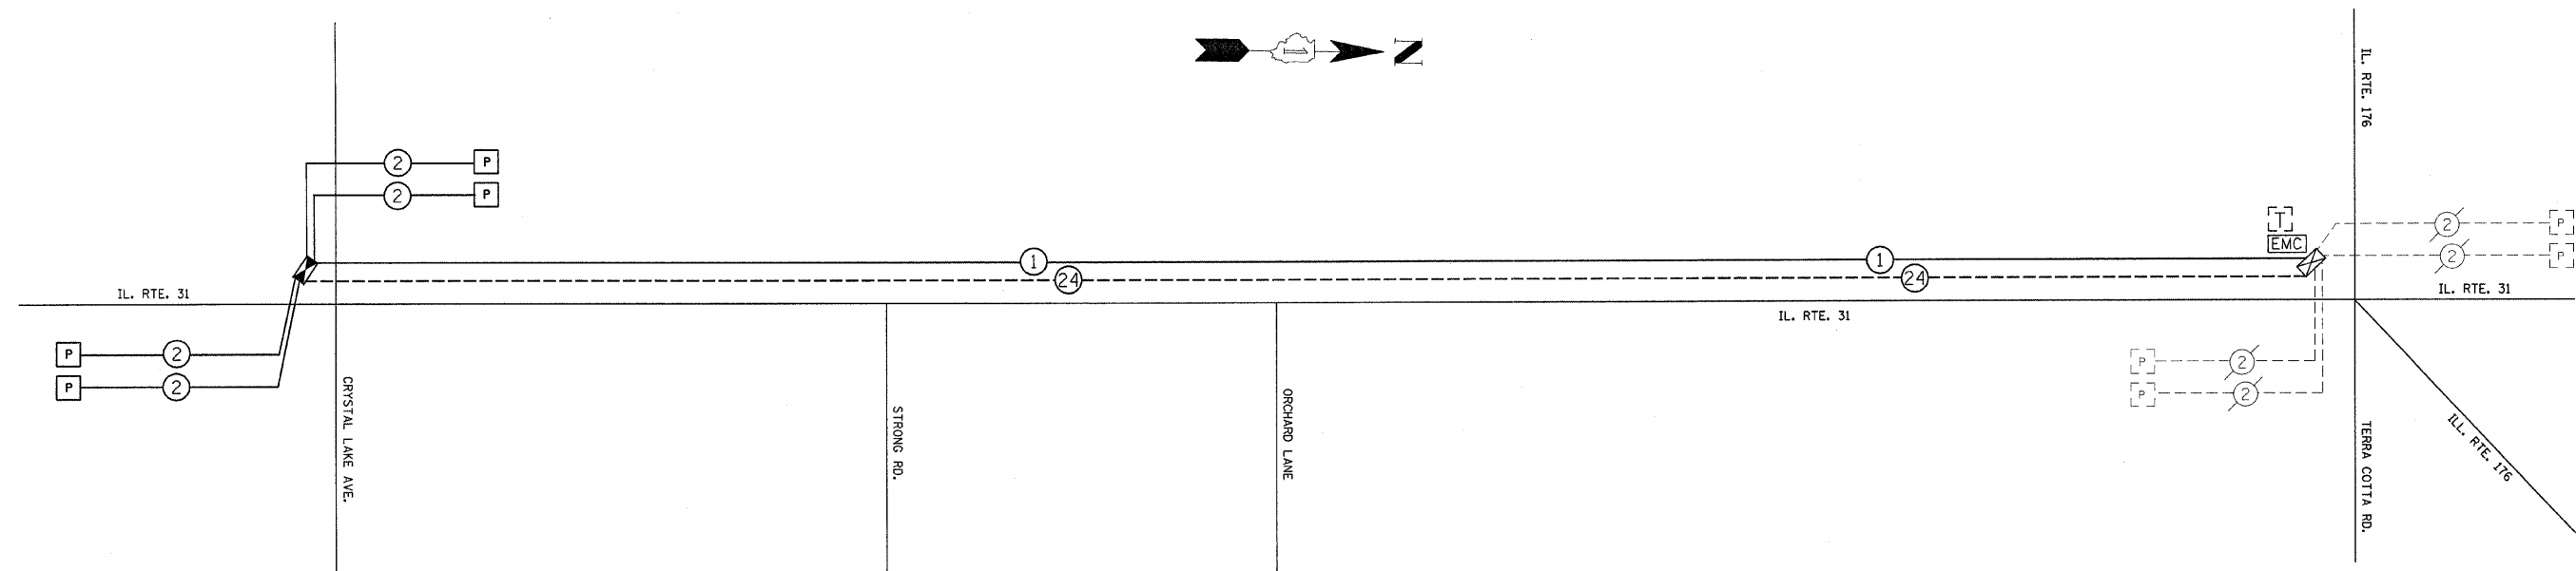 N
IL. RTE. 176
2
P
2
P
T
EMC
2
P
2
P
1
1
24
24
IL. RTE. 31
IL. RTE. 31
IL. RTE. 31
P
2
P
2
P
2
P
2
CRYSTAL LAKE AVE.
STRONG RD.
ORCHARD LANE
TERRA COTTA RD.
ILL. RTE. 176